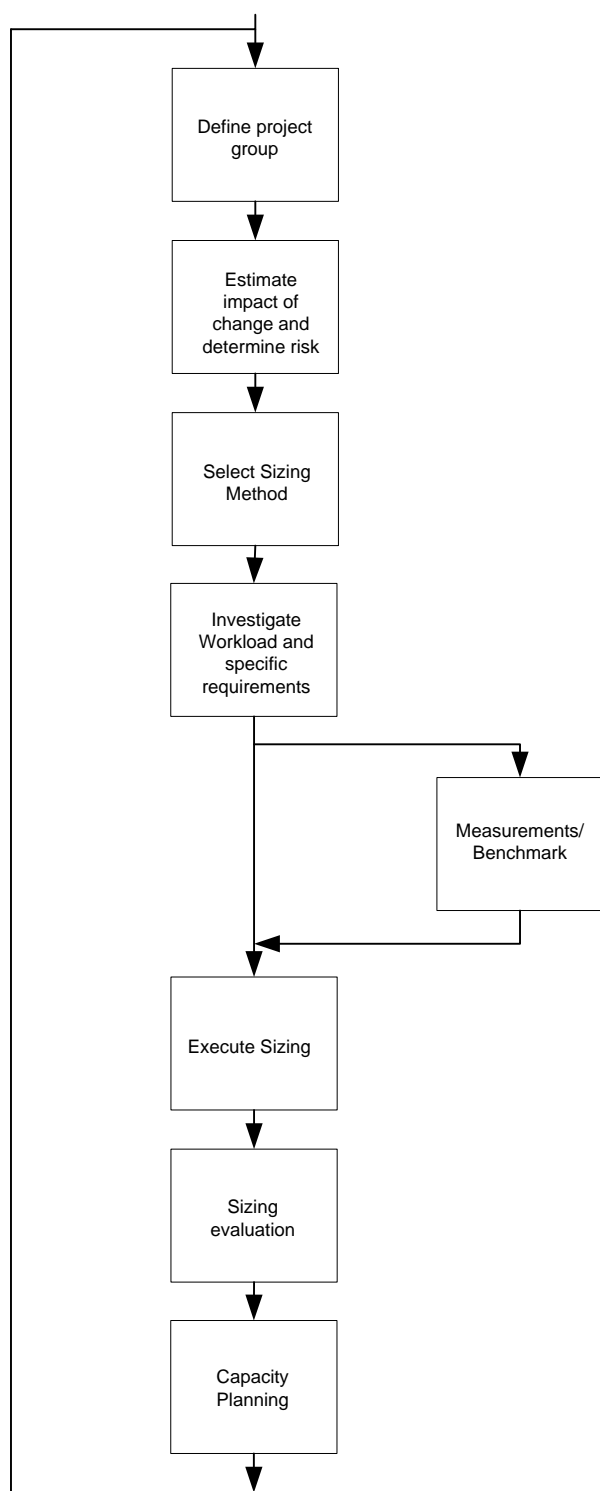 Define project
group
Estimate
impact of
change and
determine risk
Select Sizing
Method
Investigate
Workload and
specific
requirements
Measurements/
Benchmark
Execute Sizing
Sizing
evaluation
Capacity
Planning